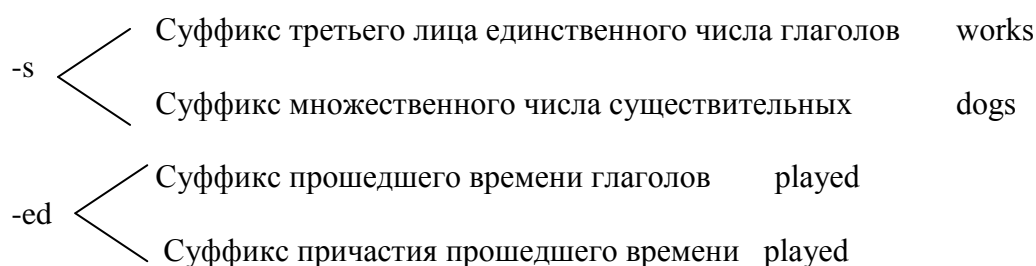 Суффикс третьего лица единственного числа глаголов works
-s
Суффикс множественного числа существительных dogs
Суффикс прошедшего времени глаголов played
-ed
Суффикс причастия прошедшего времени played